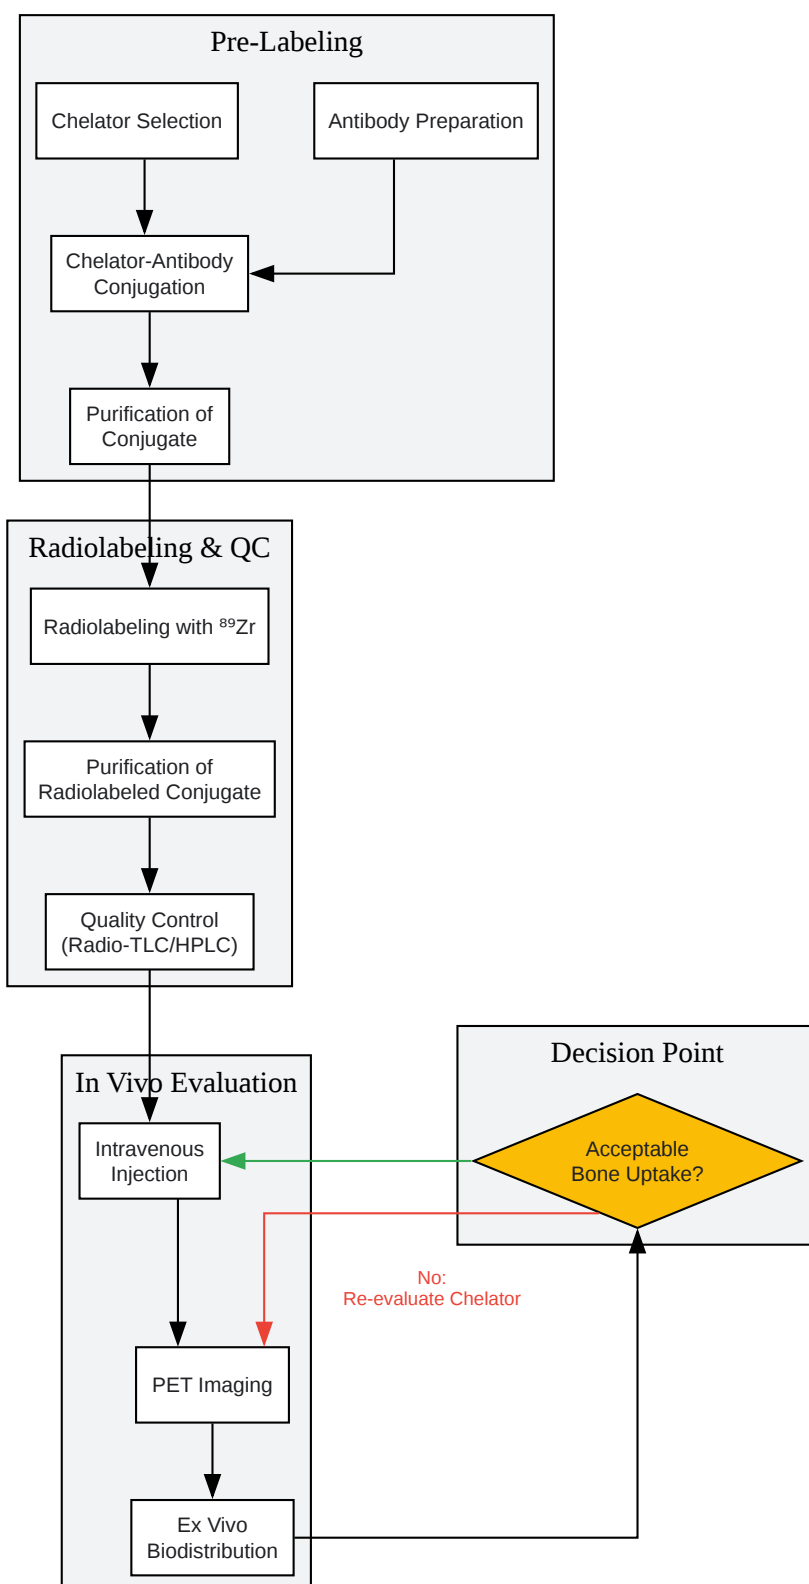 Pre-Labeling
Chelator Selection
Antibody Preparation
Chelator-Antibody
Conjugation
Purification of
Conjugate
Radiolabeling & QC
Radiolabeling with ⁸⁹Zr
Purification of
Radiolabeled Conjugate
Quality Control
(Radio-TLC/HPLC)
In Vivo Evaluation
Intravenous
Injection
PET Imaging
Ex Vivo
Biodistribution
Decision Point
Acceptable
Bone Uptake?
No:
Re-evaluate Chelator